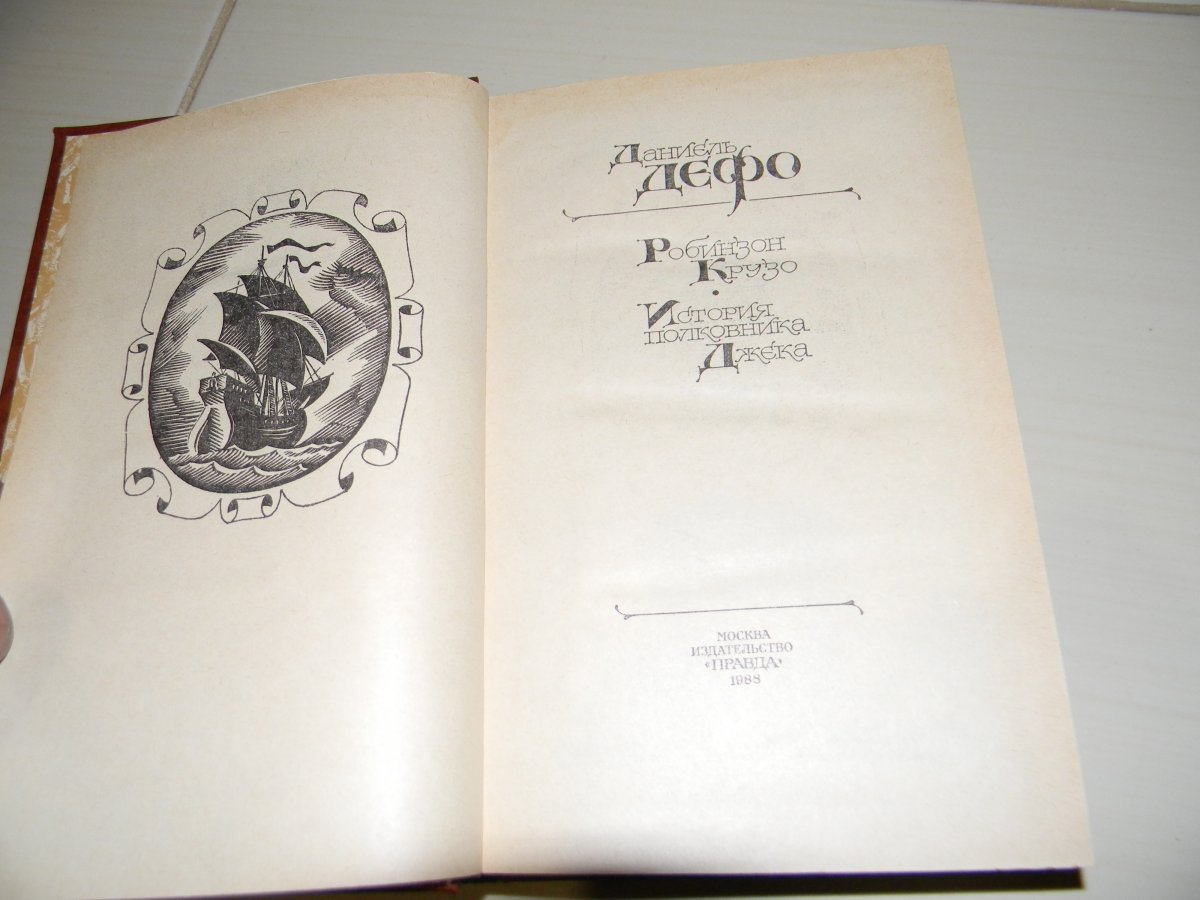 Даниель
Дефо
Робинзон
Крузо
История
полковника
Джека
МОСКВА
ИЗДАТЕЛЬСТВО
«ПРАВДА»
1988